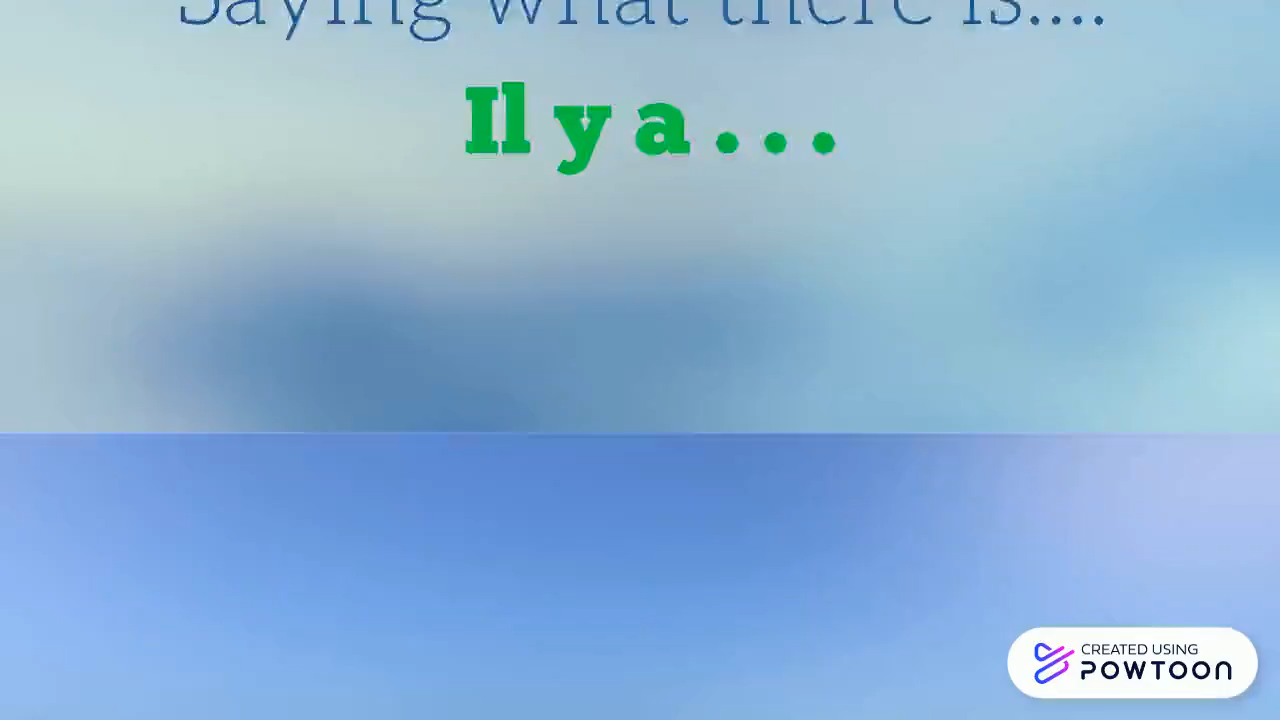 Saying what there is....
Il y a . . .
CREATED USING
POWTOON